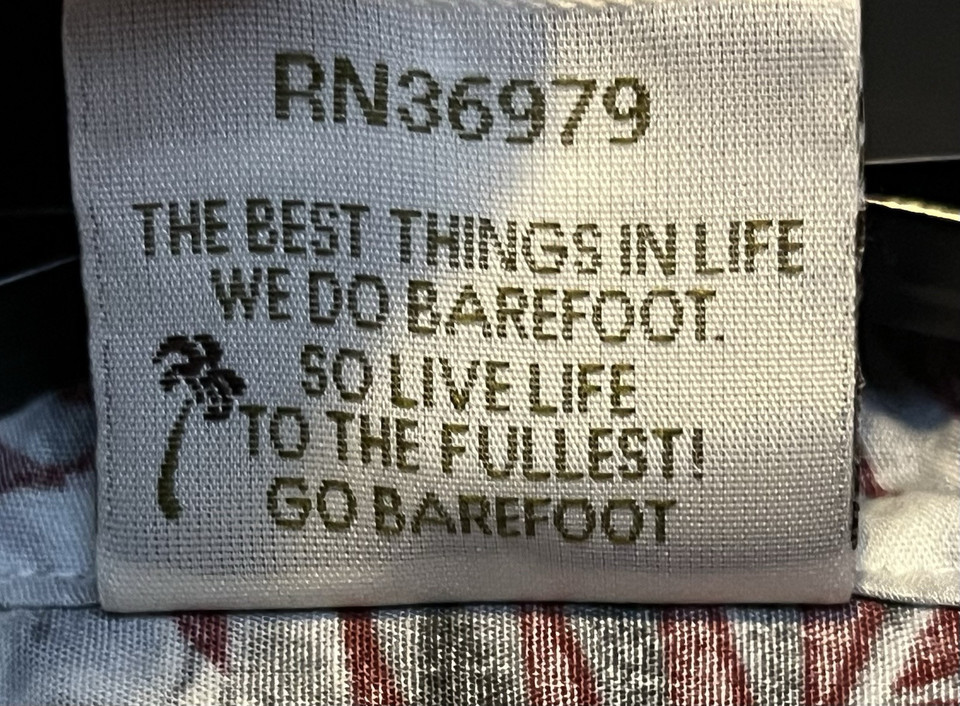 RN36979
THE BEST THINGS IN LIFE
WE DO BAREFOOT.
SO LIVE LIFE
TO THE FULLEST!
GO BAREFOOT